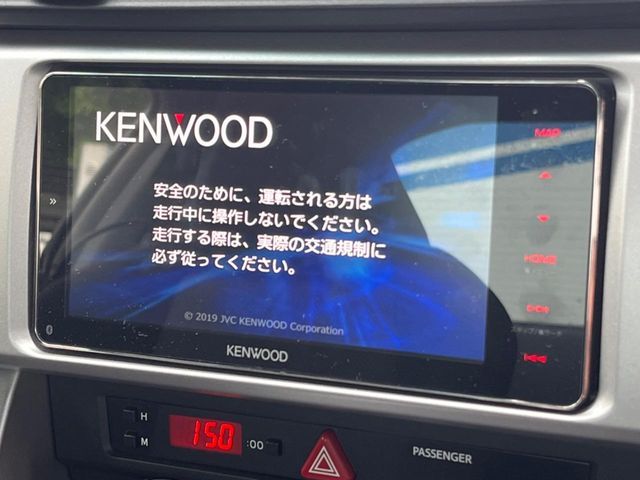 KENWOOD
安全のために、運転される方は
走行中に操作しないでください。
走行する際は、実際の交通規制に
必ず従ってください。
© 2019 JVC KENWOOD Corporation
KENWOOD
MAP
HOME
H
M
1:50
:00
PASSENGER